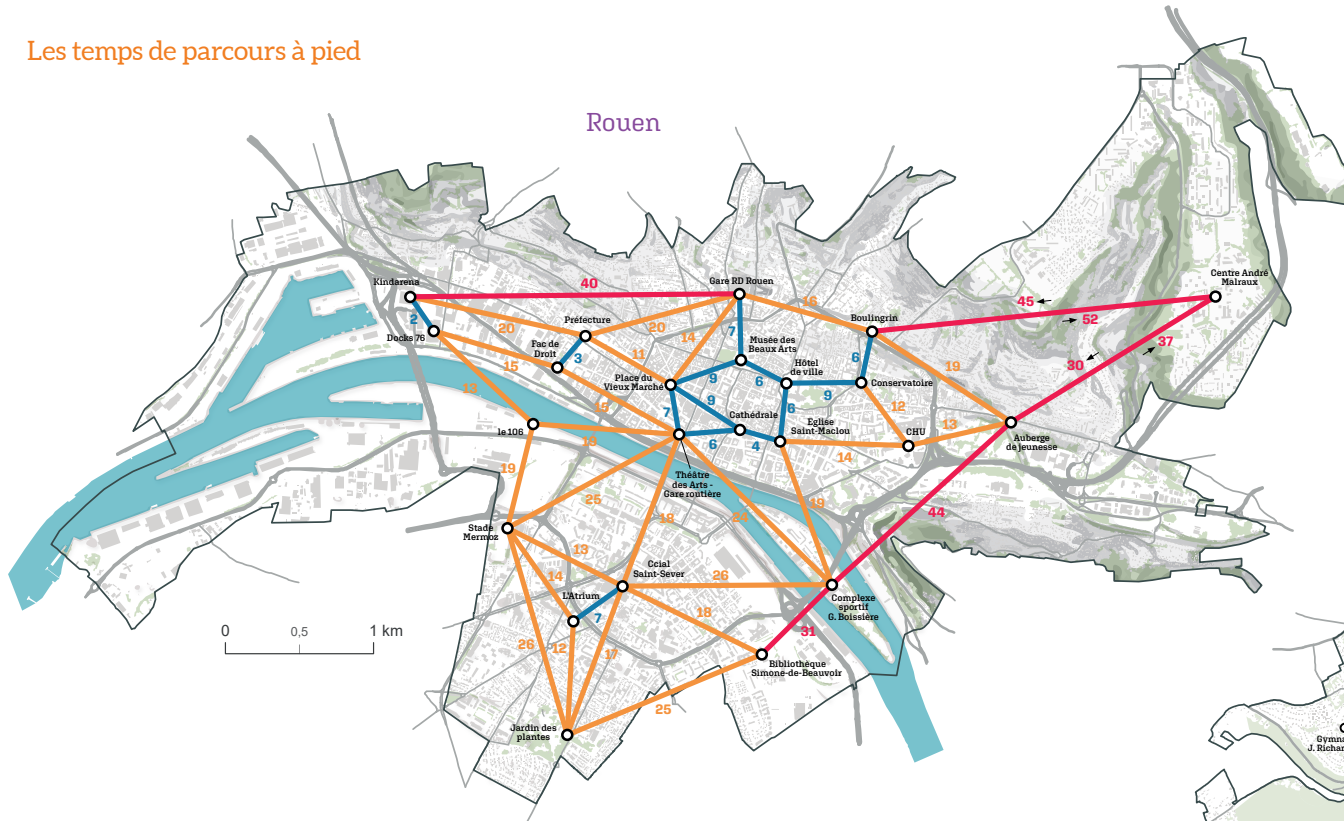 Les temps de parcours à pied
Rouen
Kindarena
40
Gare RD Rouen
Centre André
Malraux
45
52
16
2
20
Préfecture
20
Boulingrin
Docks 76
14
7
Musée des
Beaux Arts
37
Fac de
Droit
3
11
6
19
30
15
Place du
Vieux Marché
9
6
Hôtel
de ville
9
Conservatoire
13
9
12
15
7
Cathédrale
6
Église
Saint-Maclou
CHU
13
Auberge
de jeunesse
le 106
19
6
4
14
19
Théâtre
des Arts -
Gare routière
25
19
44
Stade
Mermoz
18
24
13
Ccial
Saint-Sever
26
14
L'Atrium
7
18
Complexe
sportif
G. Boissière
31
0
0,5
1 km
26
12
17
Bibliothèque
Simone-de-Beauvoir
25
Jardin des
plantes